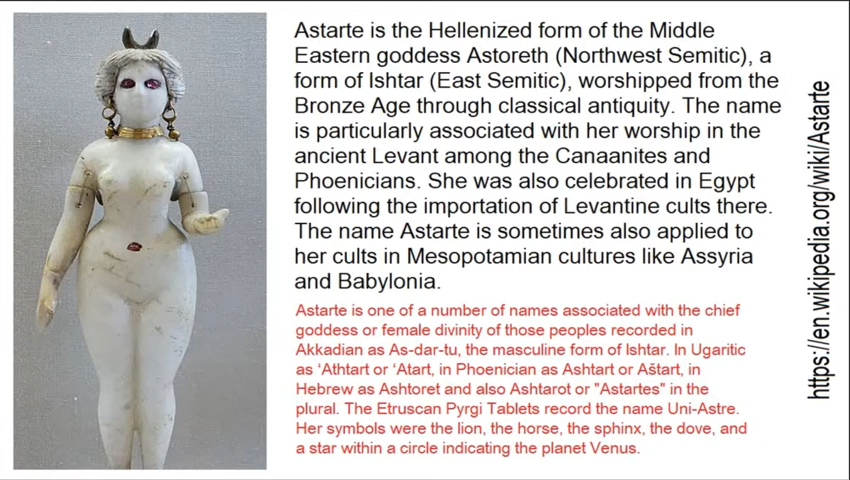 Astarte is the Hellenized form of the Middle
Eastern goddess Astoreth (Northwest Semitic), a
form of Ishtar (East Semitic), worshipped from the
Bronze Age through classical antiquity. The name
is particularly associated with her worship in the
ancient Levant among the Canaanites and
Phoenicians. She was also celebrated in Egypt
following the importation of Levantine cults there.
The name Astarte is sometimes also applied to
her cults in Mesopotamian cultures like Assyria
and Babylonia.
Astarte is one of a number of names associated with the chief
goddess or female divinity of those peoples recorded in
Akkadian as As-dar-tu, the masculine form of Ishtar. In Ugaritic
as ‘Athtart or ‘Atart, in Phoenician as Ashtart or Aštart, in
Hebrew as Ashtoret and also Ashtarot or "Astartes" in the
plural. The Etruscan Pyrgi Tablets record the name Uni-Astre.
Her symbols were the lion, the horse, the sphinx, the dove, and
a star within a circle indicating the planet Venus.
https://en.wikipedia.org/wiki/Astarte